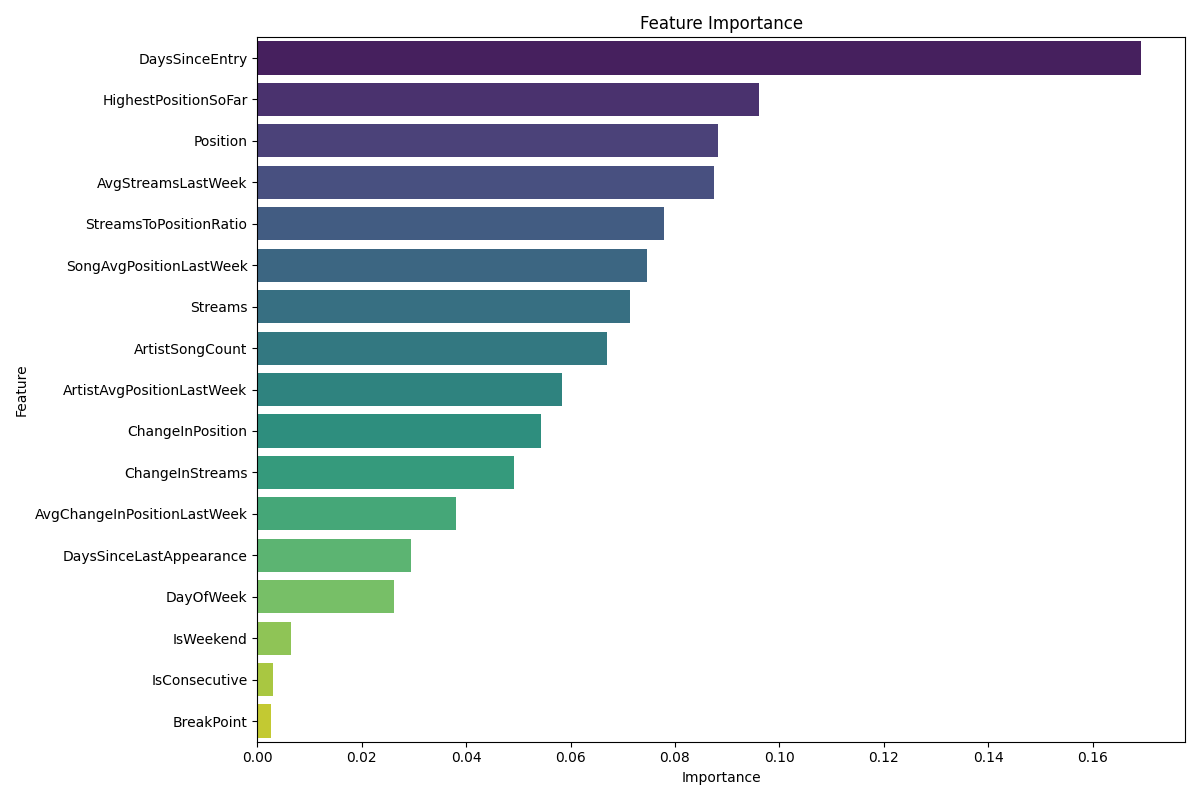 Feature Importance
DaysSinceEntry
HighestPositionSoFar
Position
AvgStreamsLastWeek
StreamsToPositionRatio
SongAvgPositionLastWeek
Streams
ArtistSongCount
ArtistAvgPositionLastWeek
ChangeInPosition
ChangeInStreams
AvgChangeInPositionLastWeek
DaysSinceLastAppearance
DayOfWeek
IsWeekend
IsConsecutive
BreakPoint
Feature
0.00 0.02 0.04 0.06 0.08 0.10 0.12 0.14 0.16
Importance